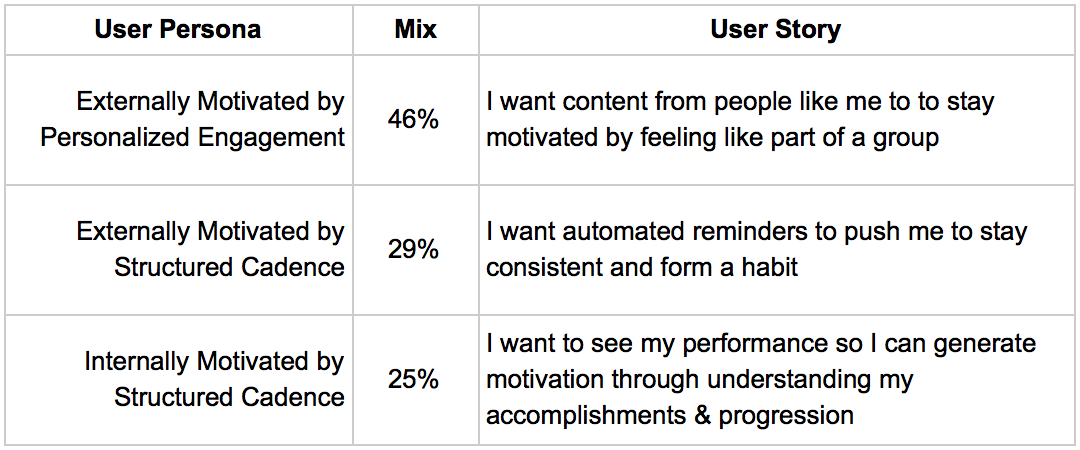 User Persona Mix User Story
Externally Motivated by
Personalized Engagement
46%
I want content from people like me to to stay
motivated by feeling like part of a group
Externally Motivated by
Structured Cadence
29%
I want automated reminders to push me to stay
consistent and form a habit
Internally Motivated by
Structured Cadence
25%
I want to see my performance so I can generate
motivation through understanding my
accomplishments & progression